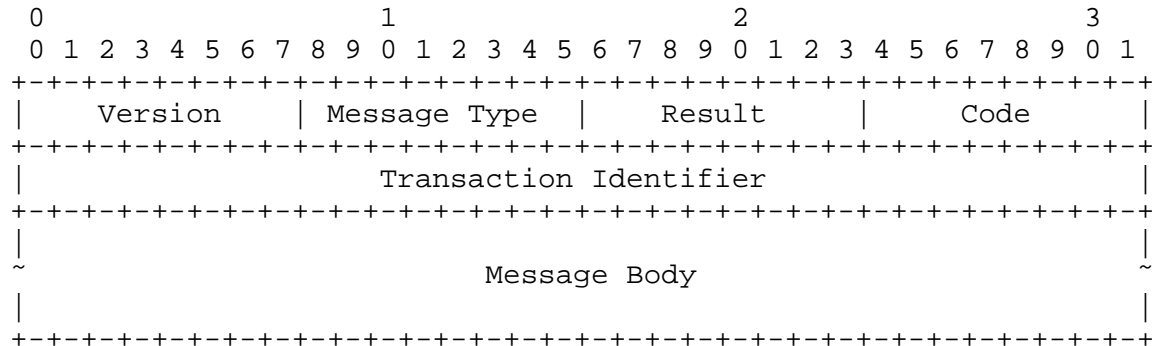 0                   1                   2                   3
 0 1 2 3 4 5 6 7 8 9 0 1 2 3 4 5 6 7 8 9 0 1 2 3 4 5 6 7 8 9 0 1
+-+-+-+-+-+-+-+-+-+-+-+-+-+-+-+-+-+-+-+-+-+-+-+-+-+-+-+-+-+-+-+-+
|    Version    | Message Type  |    Result     |     Code      |
+-+-+-+-+-+-+-+-+-+-+-+-+-+-+-+-+-+-+-+-+-+-+-+-+-+-+-+-+-+-+-+-+
|                    Transaction Identifier                     |
+-+-+-+-+-+-+-+-+-+-+-+-+-+-+-+-+-+-+-+-+-+-+-+-+-+-+-+-+-+-+-+-+
|                                                               |
~                          Message Body                         ~
|                                                               |
+-+-+-+-+-+-+-+-+-+-+-+-+-+-+-+-+-+-+-+-+-+-+-+-+-+-+-+-+-+-+-+-+